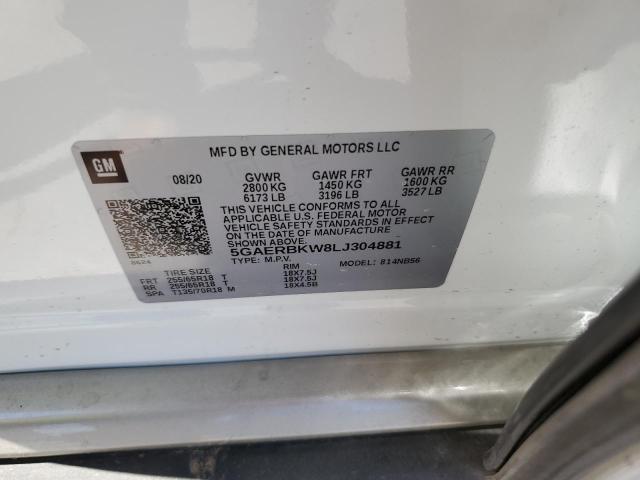 GM
MFD BY GENERAL MOTORS LLC
08/20 GVWR GAWR FRT GAWR RR
2800 KG 1450 KG 1600 KG
6173 LB 3196 LB 3527 LB
THIS VEHICLE CONFORMS TO ALL
APPLICABLE U.S. FEDERAL MOTOR
VEHICLE SAFETY STANDARDS IN EFFECT
ON THE DATE OF MANUFACTURE
SHOWN ABOVE.
5GAERBKW8LJ304881
3624
TYPE: M.P.V. MODEL: 814NB56
TIRE SIZE RIM
FRT 255/65R18 T 18X7.5J
RR 255/65R18 T 18X7.5J
SPA T135/70R18 M 18X4.5B